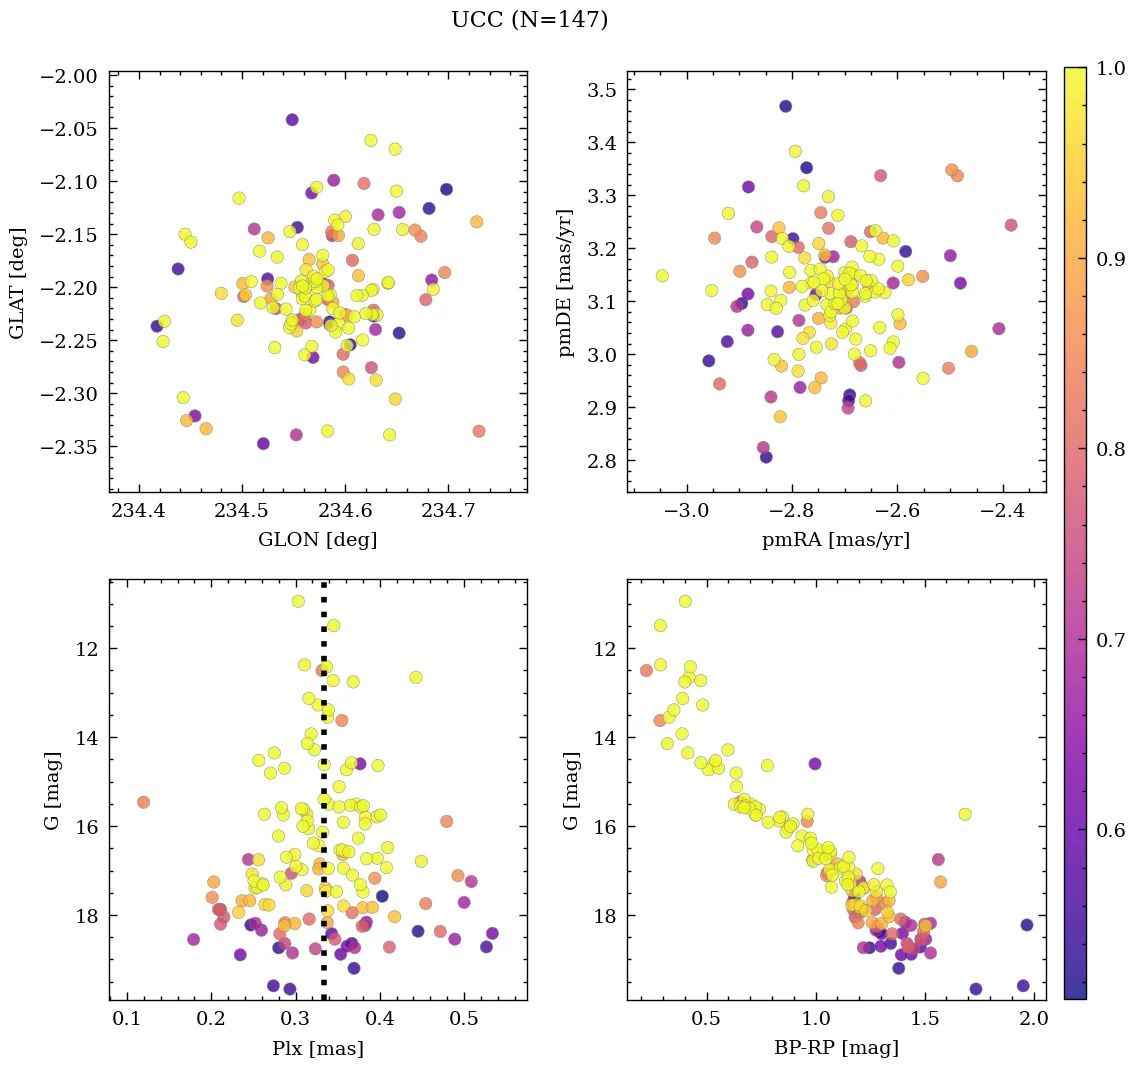 UCC (N=147)
−2.00
−2.05
−2.10
−2.15
−2.20
−2.25
−2.30
−2.35
GLAT [deg]
234.4 234.5 234.6 234.7
GLON [deg]
3.5
3.4
3.3
3.2
3.1
3.0
2.9
2.8
pmDE [mas/yr]
−3.0 −2.8 −2.6 −2.4
pmRA [mas/yr]
12
14
16
18
G [mag]
0.1 0.2 0.3 0.4 0.5
Plx [mas]
12
14
16
18
G [mag]
0.5 1.0 1.5 2.0
BP-RP [mag]
1.0
0.9
0.8
0.7
0.6